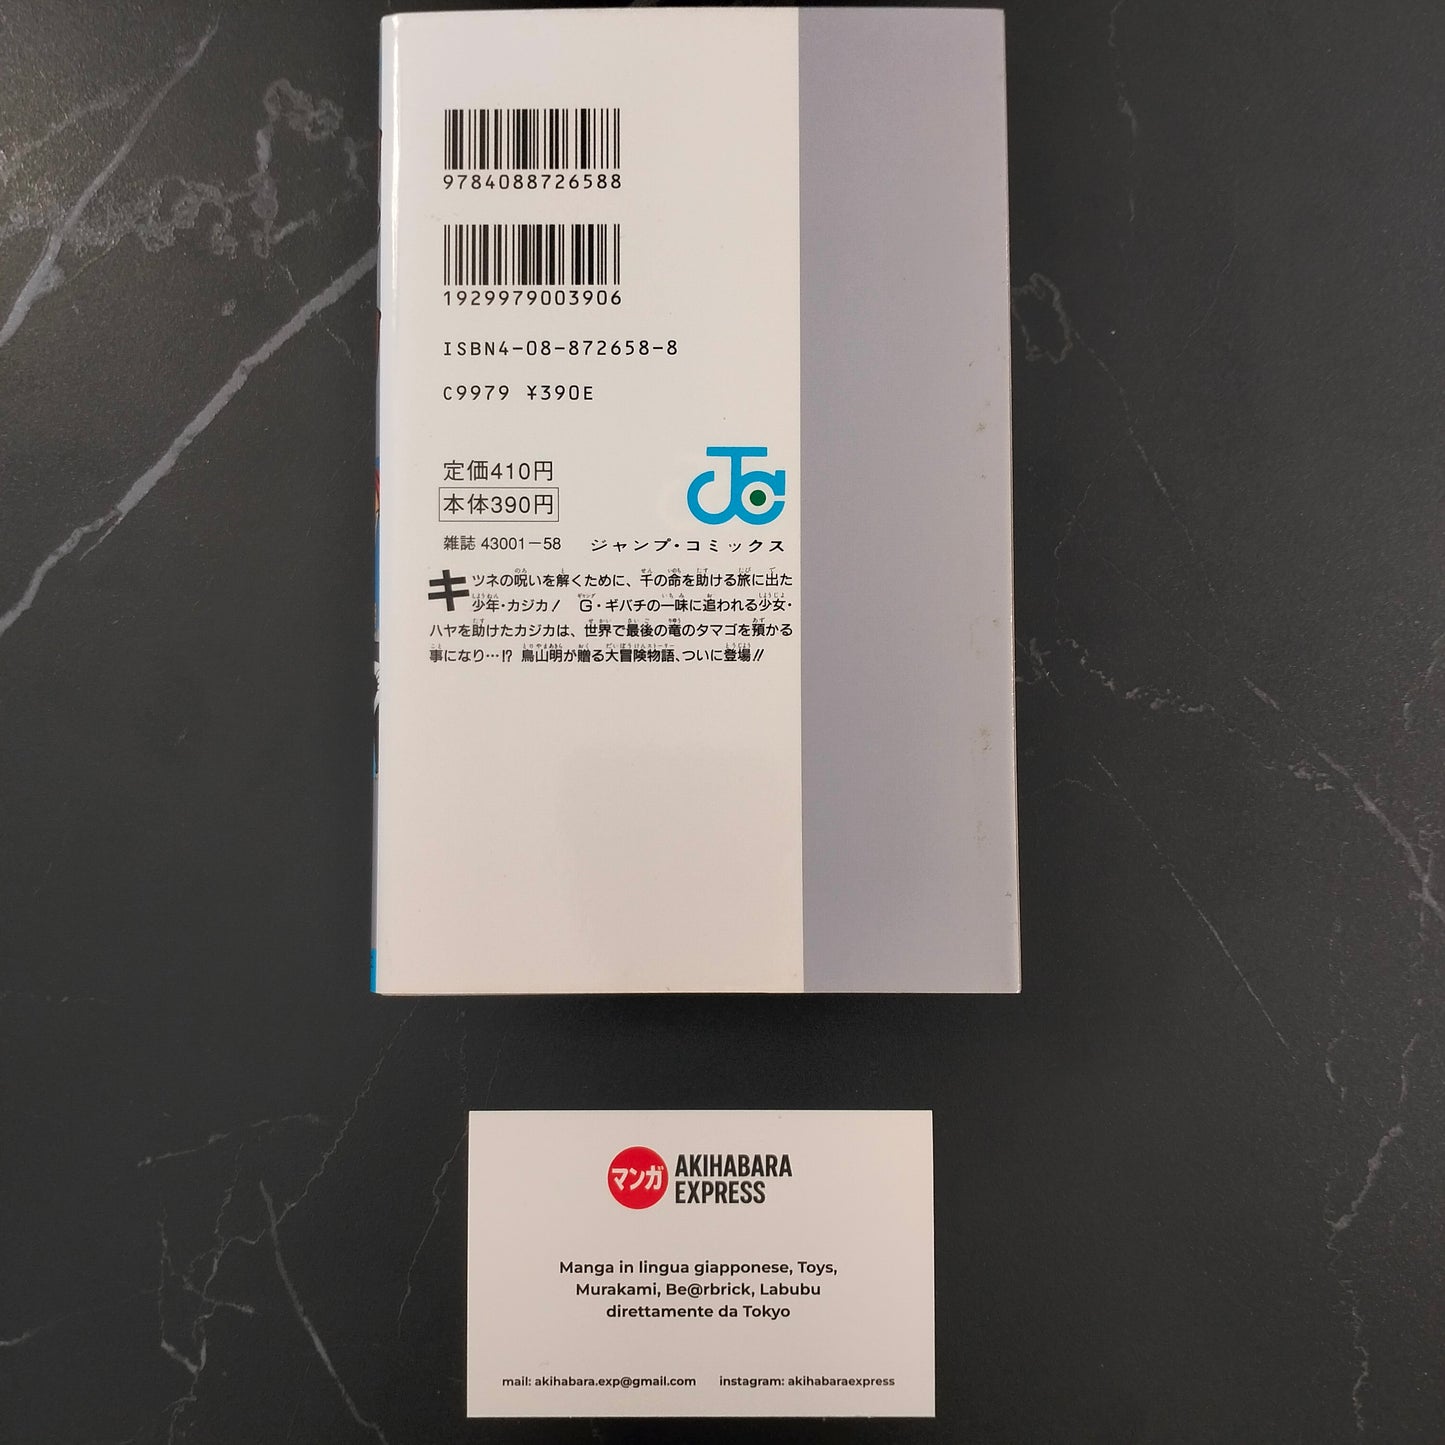 9784088726588
1929979003906
ISBN4-08-872658-8
C9979 ¥390E
定価410円
本体390円
雑誌 43001-58
ジャンプ・コミックス
キツネの呪いを解くために、千の命を助ける旅に出た
少年・カジカ! G・ギバチの一味に追われる少女・
ハヤを助けたカジカは、世界で最後の竜のタマゴを預かる
事になり…!? 鳥山明が贈る大冒険物語、ついに登場!!
マンガ
AKIHABARA
EXPRESS
Manga in lingua giapponese, Toys,
Murakami, Be@rbrick, Labubu
direttamente da Tokyo
mail: akihabara.exp@gmail.com instagram: akihabaraexpress